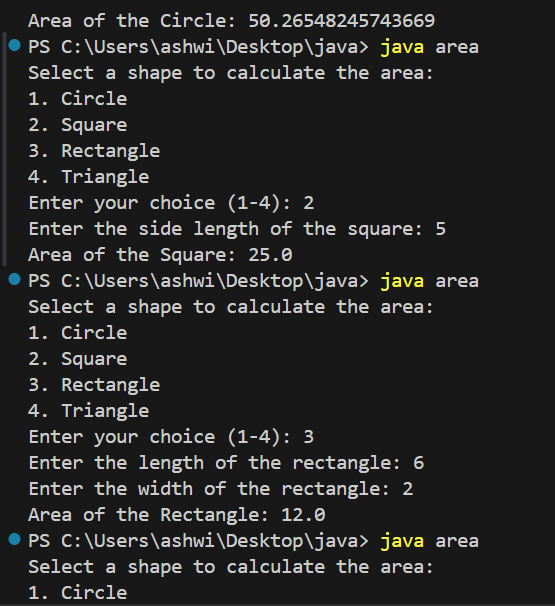 Area of the Circle: 50.26548245743669
PS C:\Users\ashwi\Desktop\java> java area
Select a shape to calculate the area:
1. Circle
2. Square
3. Rectangle
4. Triangle
Enter your choice (1-4): 2
Enter the side length of the square: 5
Area of the Square: 25.0
PS C:\Users\ashwi\Desktop\java> java area
Select a shape to calculate the area:
1. Circle
2. Square
3. Rectangle
4. Triangle
Enter your choice (1-4): 3
Enter the length of the rectangle: 6
Enter the width of the rectangle: 2
Area of the Rectangle: 12.0
PS C:\Users\ashwi\Desktop\java> java area
Select a shape to calculate the area:
1. Circle